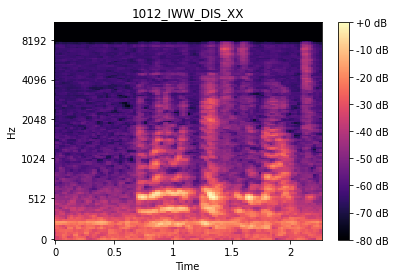 1012_IWW_DIS_XX
+0 dB
8192
-10 dB
4096
-20 dB
-30 dB
2048
Hz
-40 dB
1024
-50 dB
512
-60 dB
-70 dB
0
-80 dB
0
0.5
1
1.5
2
Time